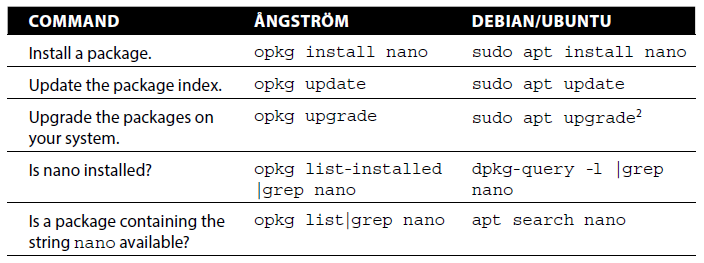 COMMAND ÅNGSTRÖM DEBIAN/UBUNTU
Install a package. opkg install nano sudo apt install nano
Update the package index. opkg update sudo apt update
Upgrade the packages on opkg upgrade sudo apt upgrade²
your system.
Is nano installed? opkg list-installed dpkg-query -l |grep
|grep nano nano
Is a package containing the opkg list|grep nano apt search nano
string nano available?